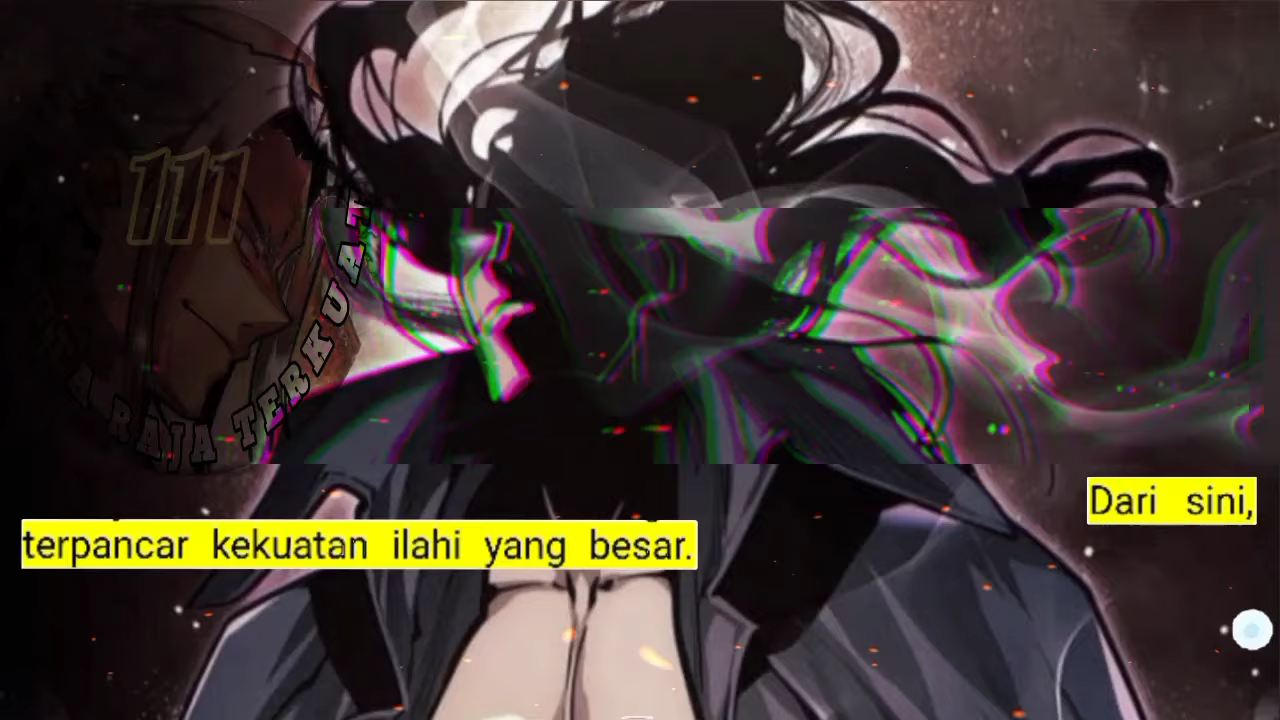 111
RAJA TERKUAT
Dari sini,
terpancar kekuatan ilahi yang besar.